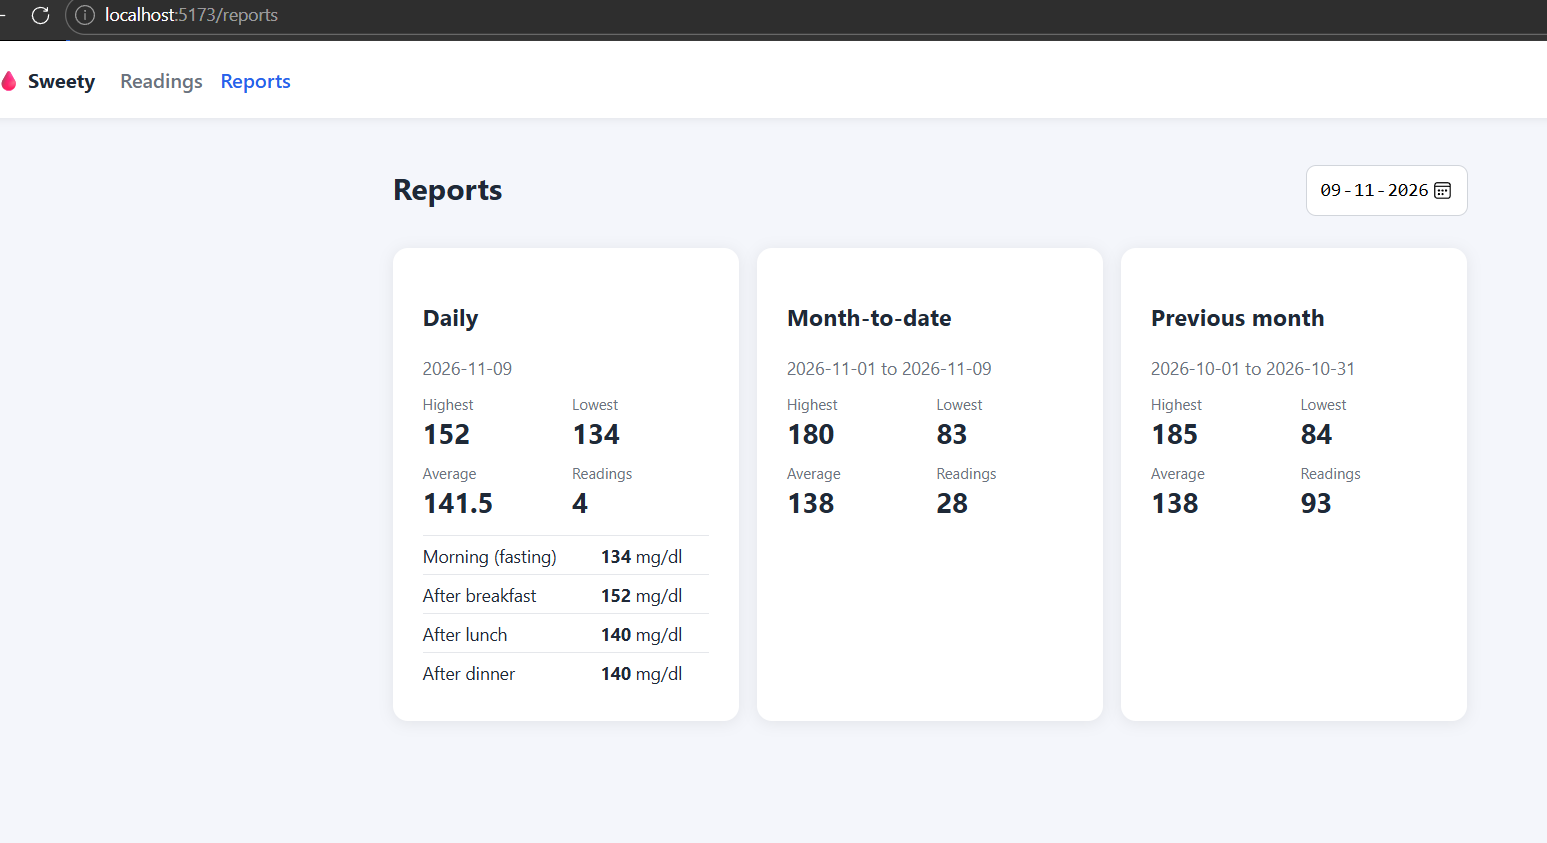 localhost:5173/reports
Sweety Readings Reports
Reports
09-11-2026
Daily
2026-11-09
Highest Lowest
152 134
Average Readings
141.5 4
Morning (fasting) 134 mg/dl
After breakfast 152 mg/dl
After lunch 140 mg/dl
After dinner 140 mg/dl
Month-to-date
2026-11-01 to 2026-11-09
Highest Lowest
180 83
Average Readings
138 28
Previous month
2026-10-01 to 2026-10-31
Highest Lowest
185 84
Average Readings
138 93